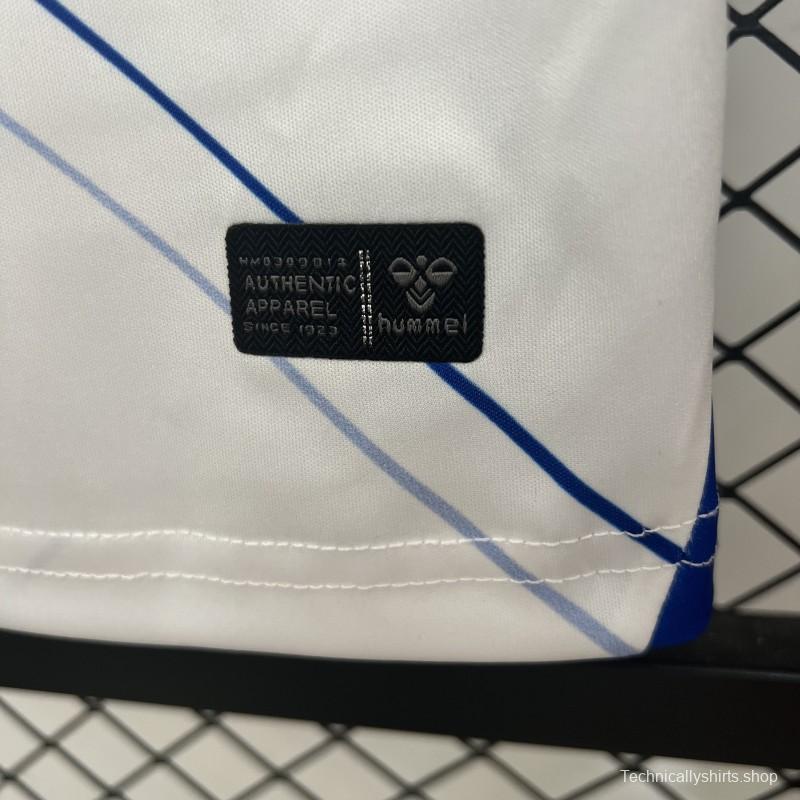 AUTHENTIC
APPAREL
SINCE 1923
hummel
Technicallyshirts.shop